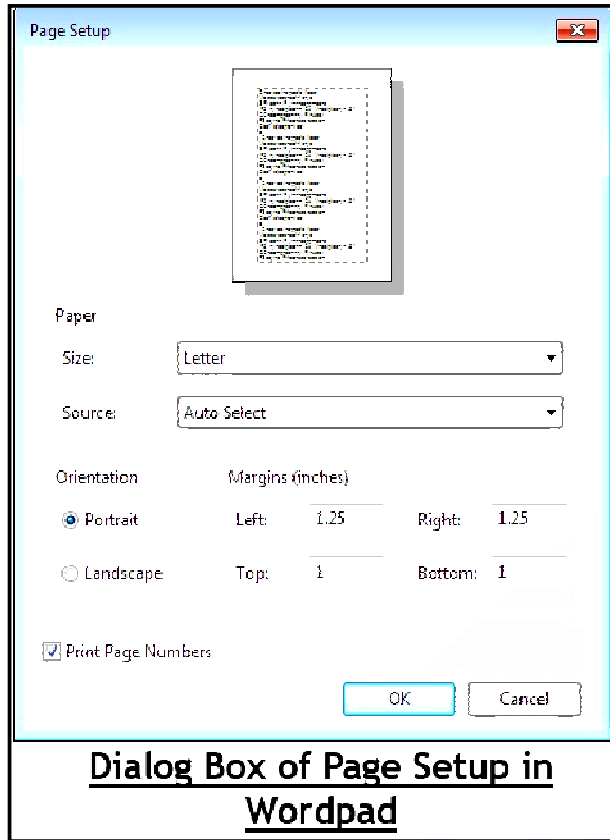 Page Setup
Paper
Size: Letter
Source: Auto Select
Orientation Margins (inches)
Portrait Left: 1.25 Right: 1.25
Landscape Top: 1 Bottom: 1
Print Page Numbers
OK Cancel
Dialog Box of Page Setup in
Wordpad